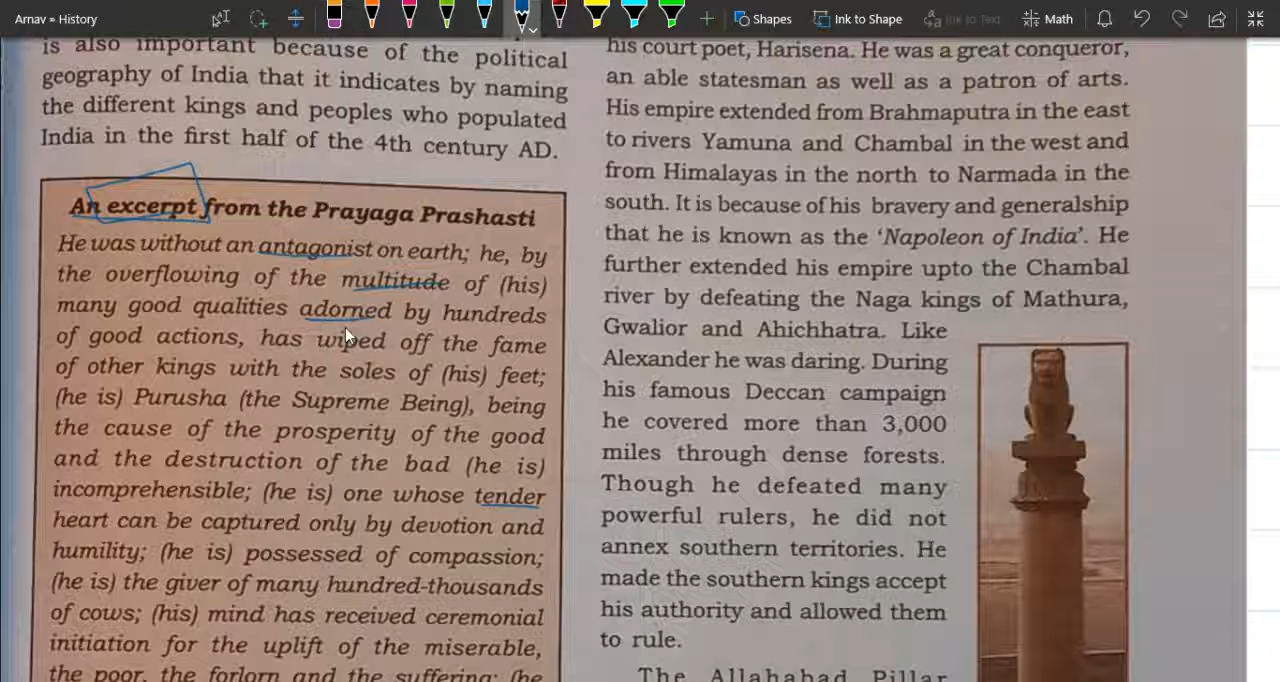 Arnav » History
Shapes
Ink to Shape
Ink to Text
Math
is also important because of the political
geography of India that it indicates by naming
the different kings and peoples who populated
India in the first half of the 4th century AD.
An excerpt from the Prayaga Prashasti
He was without an antagonist on earth; he, by
the overflowing of the multitude of (his)
many good qualities adorned by hundreds
of good actions, has wiped off the fame
of other kings with the soles of (his) feet;
(he is) Purusha (the Supreme Being), being
the cause of the prosperity of the good
and the destruction of the bad (he is)
incomprehensible; (he is) one whose tender
heart can be captured only by devotion and
humility; (he is) possessed of compassion;
(he is) the giver of many hundred-thousands
of cows; (his) mind has received ceremonial
initiation for the uplift of the miserable,
the poor, the forlorn and the suffering; (he
his court poet, Harisena. He was a great conqueror,
an able statesman as well as a patron of arts.
His empire extended from Brahmaputra in the east
to rivers Yamuna and Chambal in the west and
from Himalayas in the north to Narmada in the
south. It is because of his bravery and generalship
that he is known as the 'Napoleon of India'. He
further extended his empire upto the Chambal
river by defeating the Naga kings of Mathura,
Gwalior and Ahichhatra. Like
Alexander he was daring. During
his famous Deccan campaign
he covered more than 3,000
miles through dense forests.
Though he defeated many
powerful rulers, he did not
annex southern territories. He
made the southern kings accept
his authority and allowed them
to rule.
The Allahabad Pillar